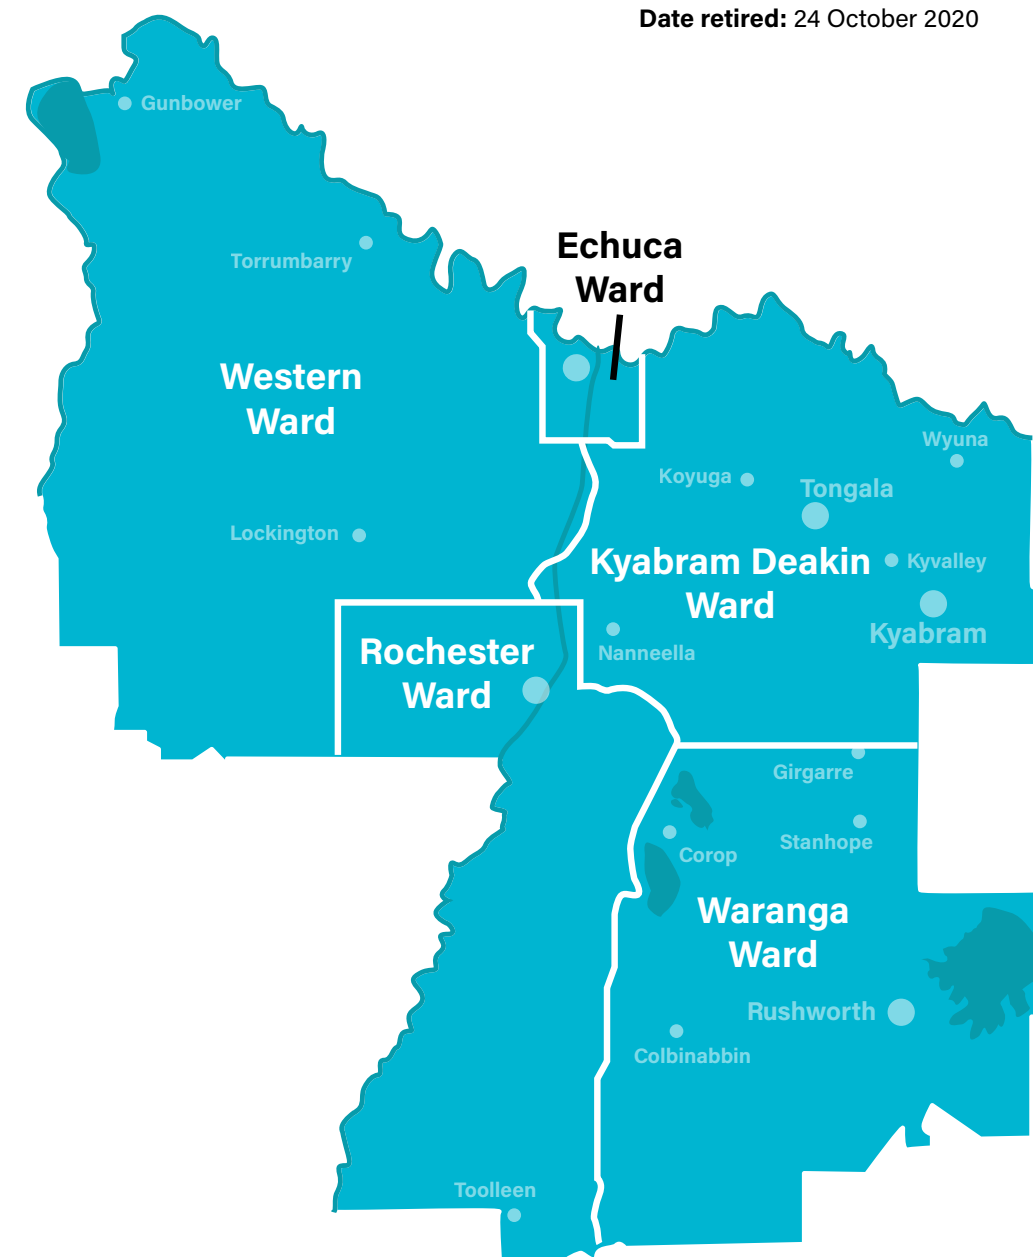 Date retired: 24 October 2020
Gunbower
Echuca
Ward
Torrumbarry
Western
Ward
Wyuna
Koyuga
Tongala
Lockington
Kyabram Deakin
Ward
Kyvalley
Kyabram
Rochester
Ward
Nanneella
Girgarre
Stanhope
Corop
Waranga
Ward
Rushworth
Colbinabbin
Toolleen